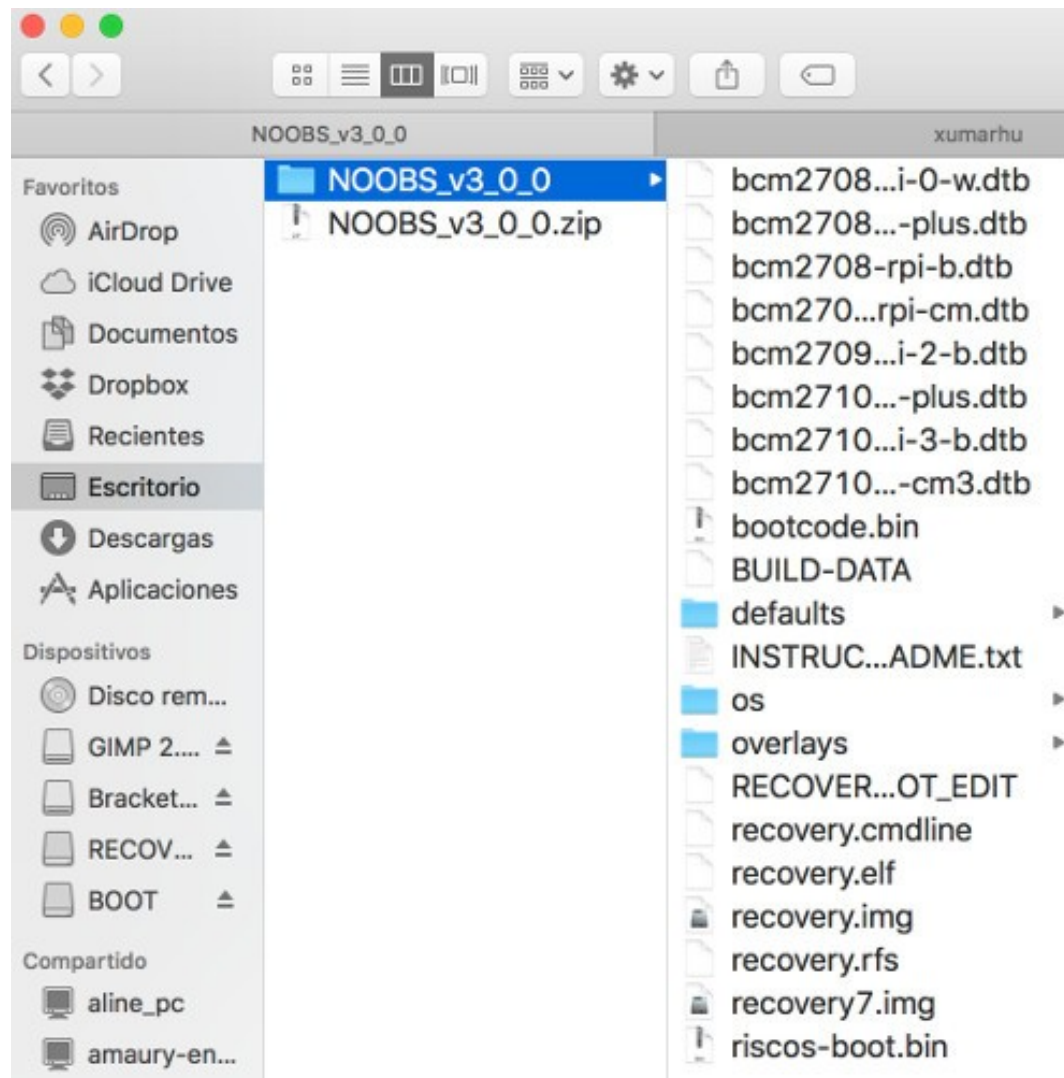 NOOBS_v3_0_0
xumarhu
Favoritos
AirDrop
iCloud Drive
Documentos
Dropbox
Recientes
Escritorio
Descargas
Aplicaciones
Dispositivos
Disco rem...
GIMP 2....
Bracket...
RECOV...
BOOT
Compartido
aline_pc
amaury-en...
NOOBS_v3_0_0
NOOBS_v3_0_0.zip
bcm2708...i-0-w.dtb
bcm2708...-plus.dtb
bcm2708-rpi-b.dtb
bcm270...rpi-cm.dtb
bcm2709...i-2-b.dtb
bcm2710...-plus.dtb
bcm2710...i-3-b.dtb
bcm2710...-cm3.dtb
bootcode.bin
BUILD-DATA
defaults
INSTRUC...ADME.txt
os
overlays
RECOVER...OT_EDIT
recovery.cmdline
recovery.elf
recovery.img
recovery.rfs
recovery7.img
riscos-boot.bin